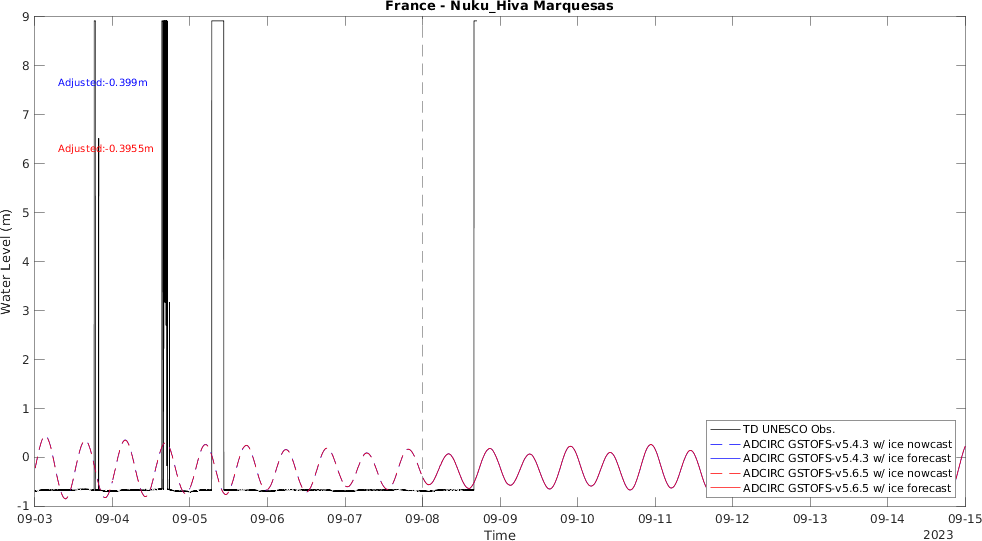 France - Nuku_Hiva Marquesas
9
8
7
6
5
4
3
2
1
0
-1
Water Level (m)
Adjusted:-0.399m
Adjusted:-0.3955m
TD UNESCO Obs.
ADCIRC GSTOFS-v5.4.3 w/ ice nowcast
ADCIRC GSTOFS-v5.4.3 w/ ice forecast
ADCIRC GSTOFS-v5.6.5 w/ ice nowcast
ADCIRC GSTOFS-v5.6.5 w/ ice forecast
09-03 09-04 09-05 09-06 09-07 09-08 09-09 09-10 09-11 09-12 09-13 09-14 09-15
Time
2023